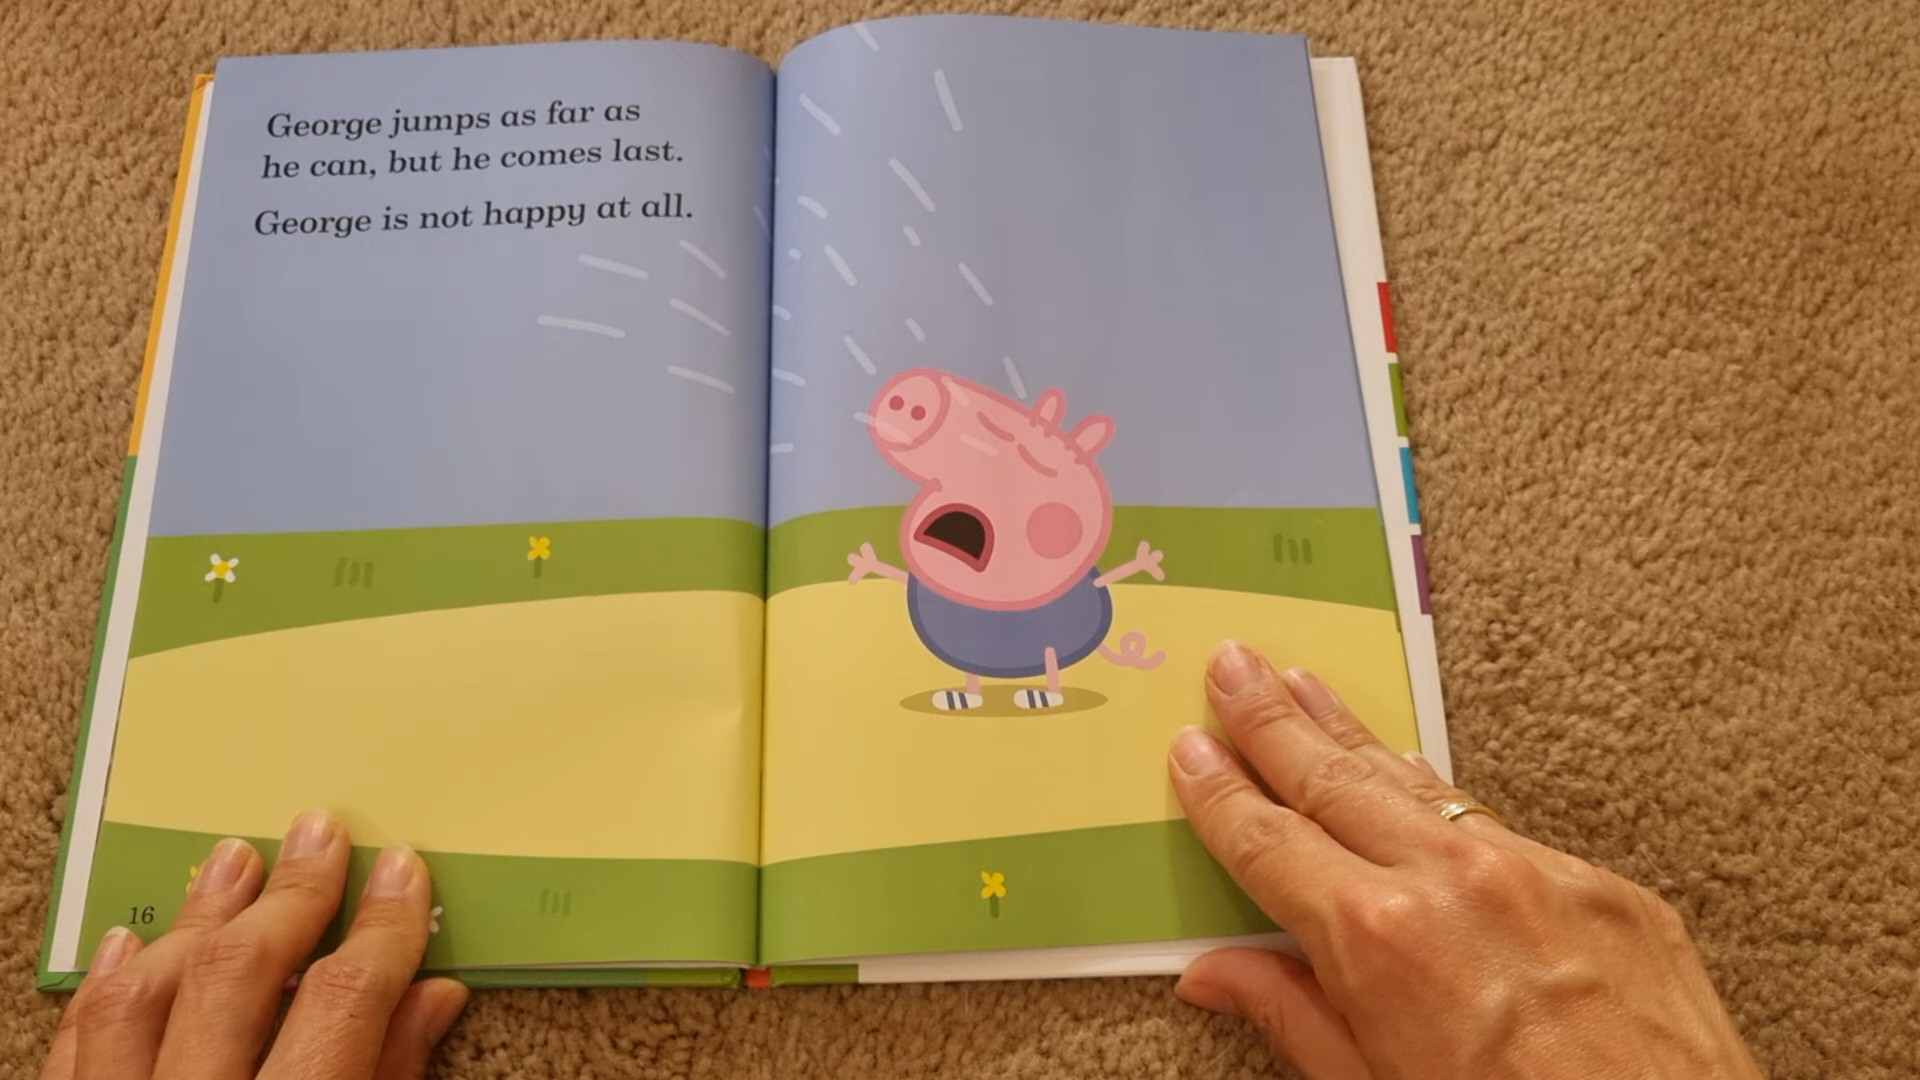 George jumps as far as
he can, but he comes last.
George is not happy at all.
16